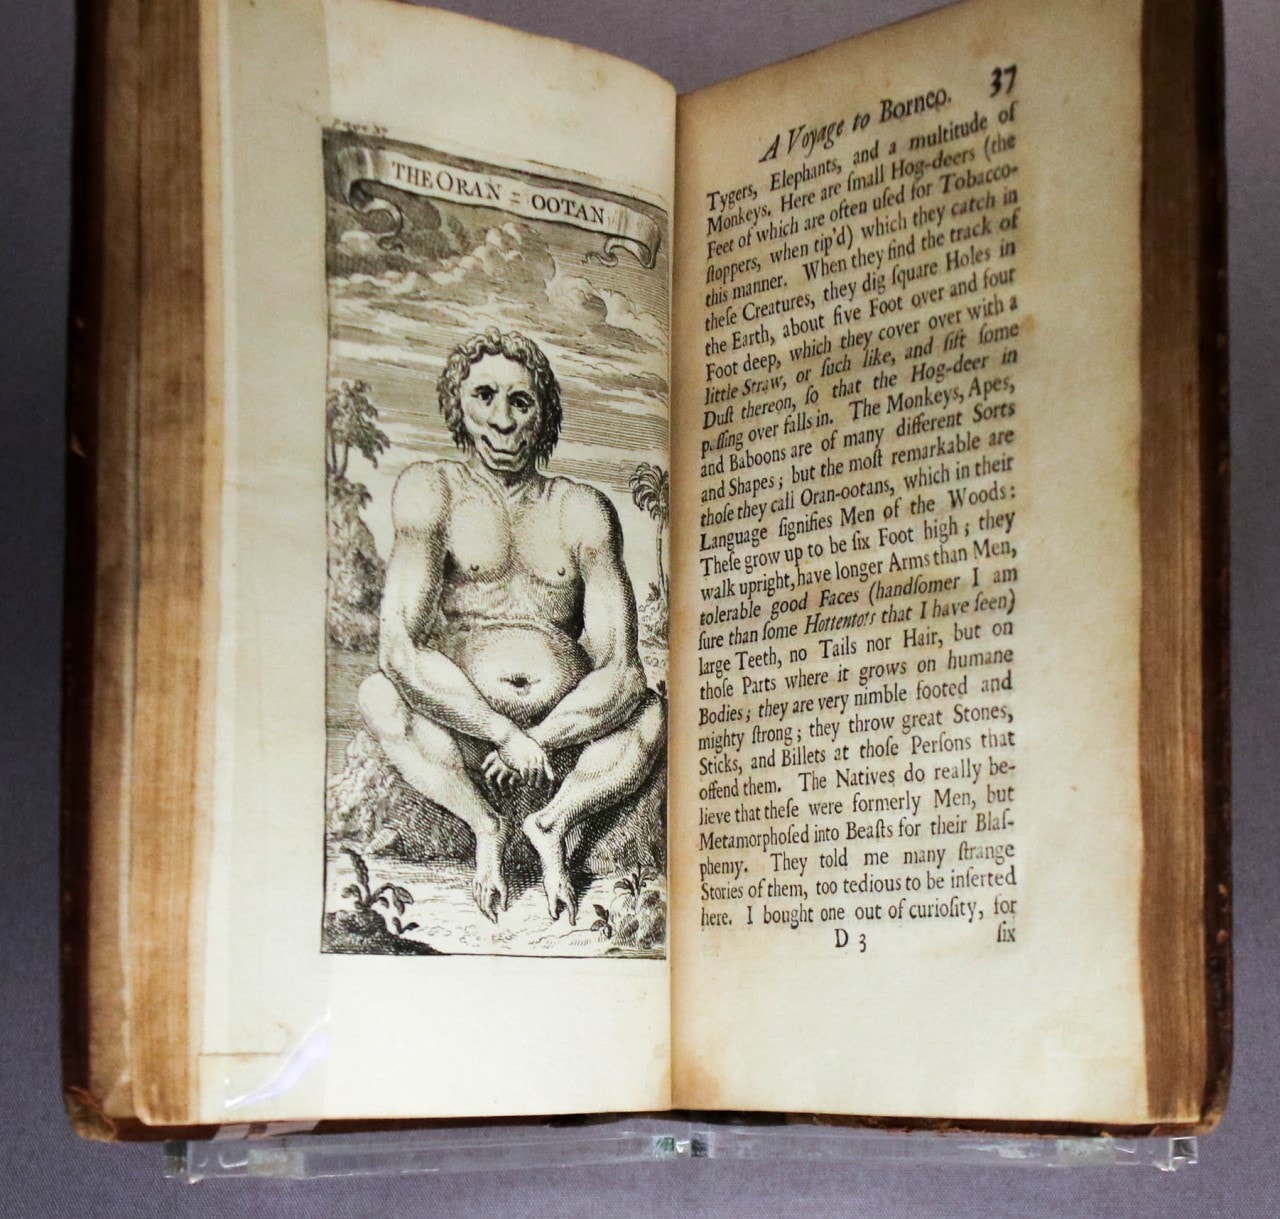 Page 37
THE ORAN = OOTAN
A Voyage to Borneo. 37
Tygers, Elephants, and a multitude of
Monkeys. Here are ſmall Hog-deers (the
Feet of which are often uſed for Tobacco-
ſtoppers, when tip'd) which they catch in
this manner. When they find the track of
theſe Creatures, they dig ſquare Holes in
the Earth, about five Foot over and four
Foot deep, which they cover over with a
little Straw, or ſuch like, and ſift ſome
Duſt thereon, ſo that the Hog-deer in
paſſing over falls in. The Monkeys, Apes,
and Baboons are of many different Sorts
and Shapes; but the moſt remarkable are
thoſe they call Oran-ootans, which in their
Language ſignifies Men of the Woods:
Theſe grow up to be ſix Foot high; they
walk upright, have longer Arms than Men,
tolerable good Faces (handſomer I am
ſure than ſome Hottentots that I have ſeen)
large Teeth, no Tails nor Hair, but on
thoſe Parts where it grows on humane
Bodies; they are very nimble footed and
mighty ſtrong; they throw great Stones,
Sticks, and Billets at thoſe Perſons that
offend them. The Natives do really be-
lieve that theſe were formerly Men, but
Metamorphoſed into Beaſts for their Blaſ-
phemy. They told me many ſtrange
Stories of them, too tedious to be inſerted
here. I bought one out of curioſity, for
D 3 ſix